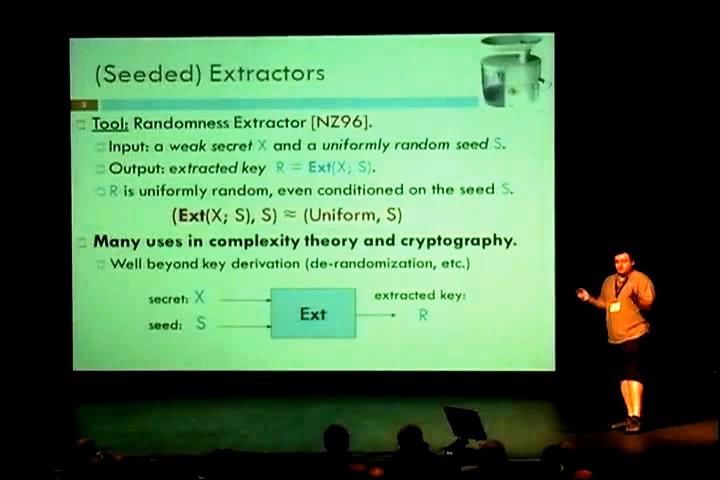 (Seeded) Extractors
3
Tool: Randomness Extractor [NZ96].
Input: a weak secret X and a uniformly random seed S.
Output: extracted key R = Ext(X; S).
R is uniformly random, even conditioned on the seed S.
(Ext(X; S), S) ≈ (Uniform, S)
Many uses in complexity theory and cryptography.
Well beyond key derivation (de-randomization, etc.)
secret: X
seed: S
Ext
extracted key:
R